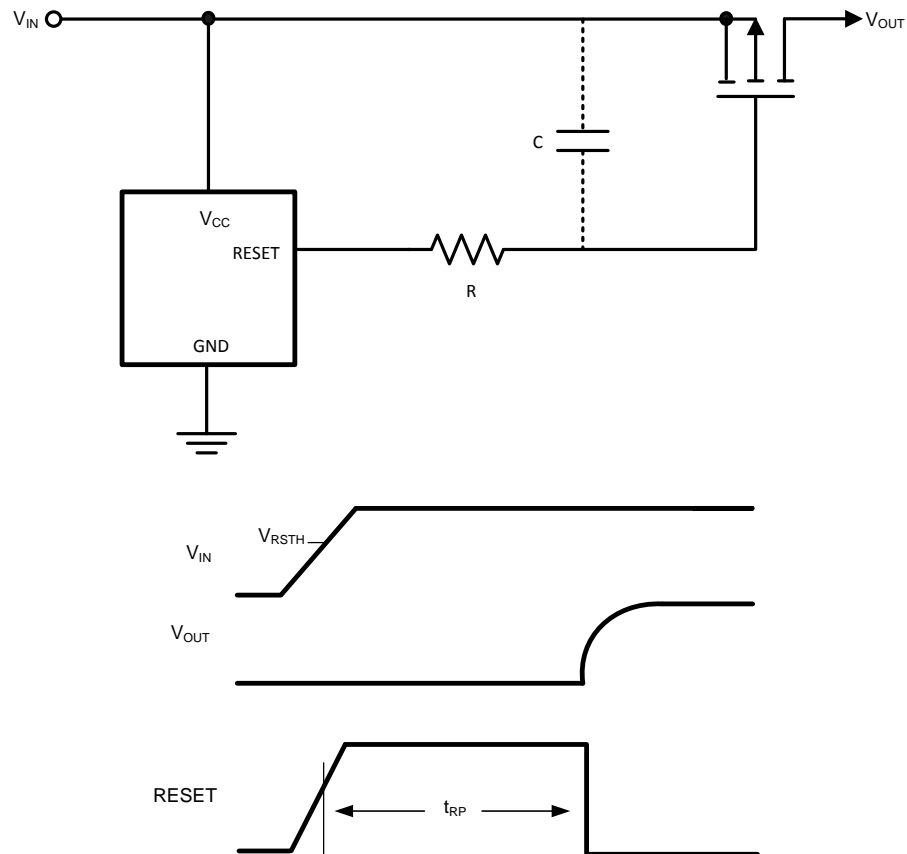 VIN
VOUT
C
VCC
RESET
R
GND
VRSTH
VIN
VOUT
RESET
tRP